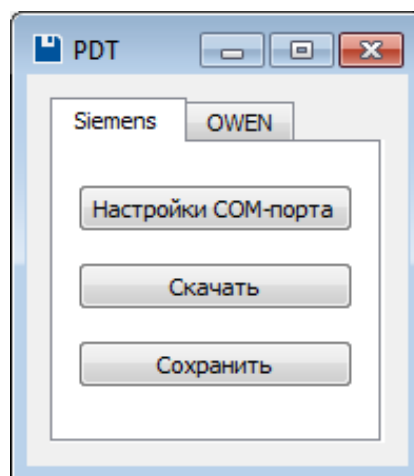 PDT
Siemens OWEN
Настройки COM-порта
Скачать
Сохранить